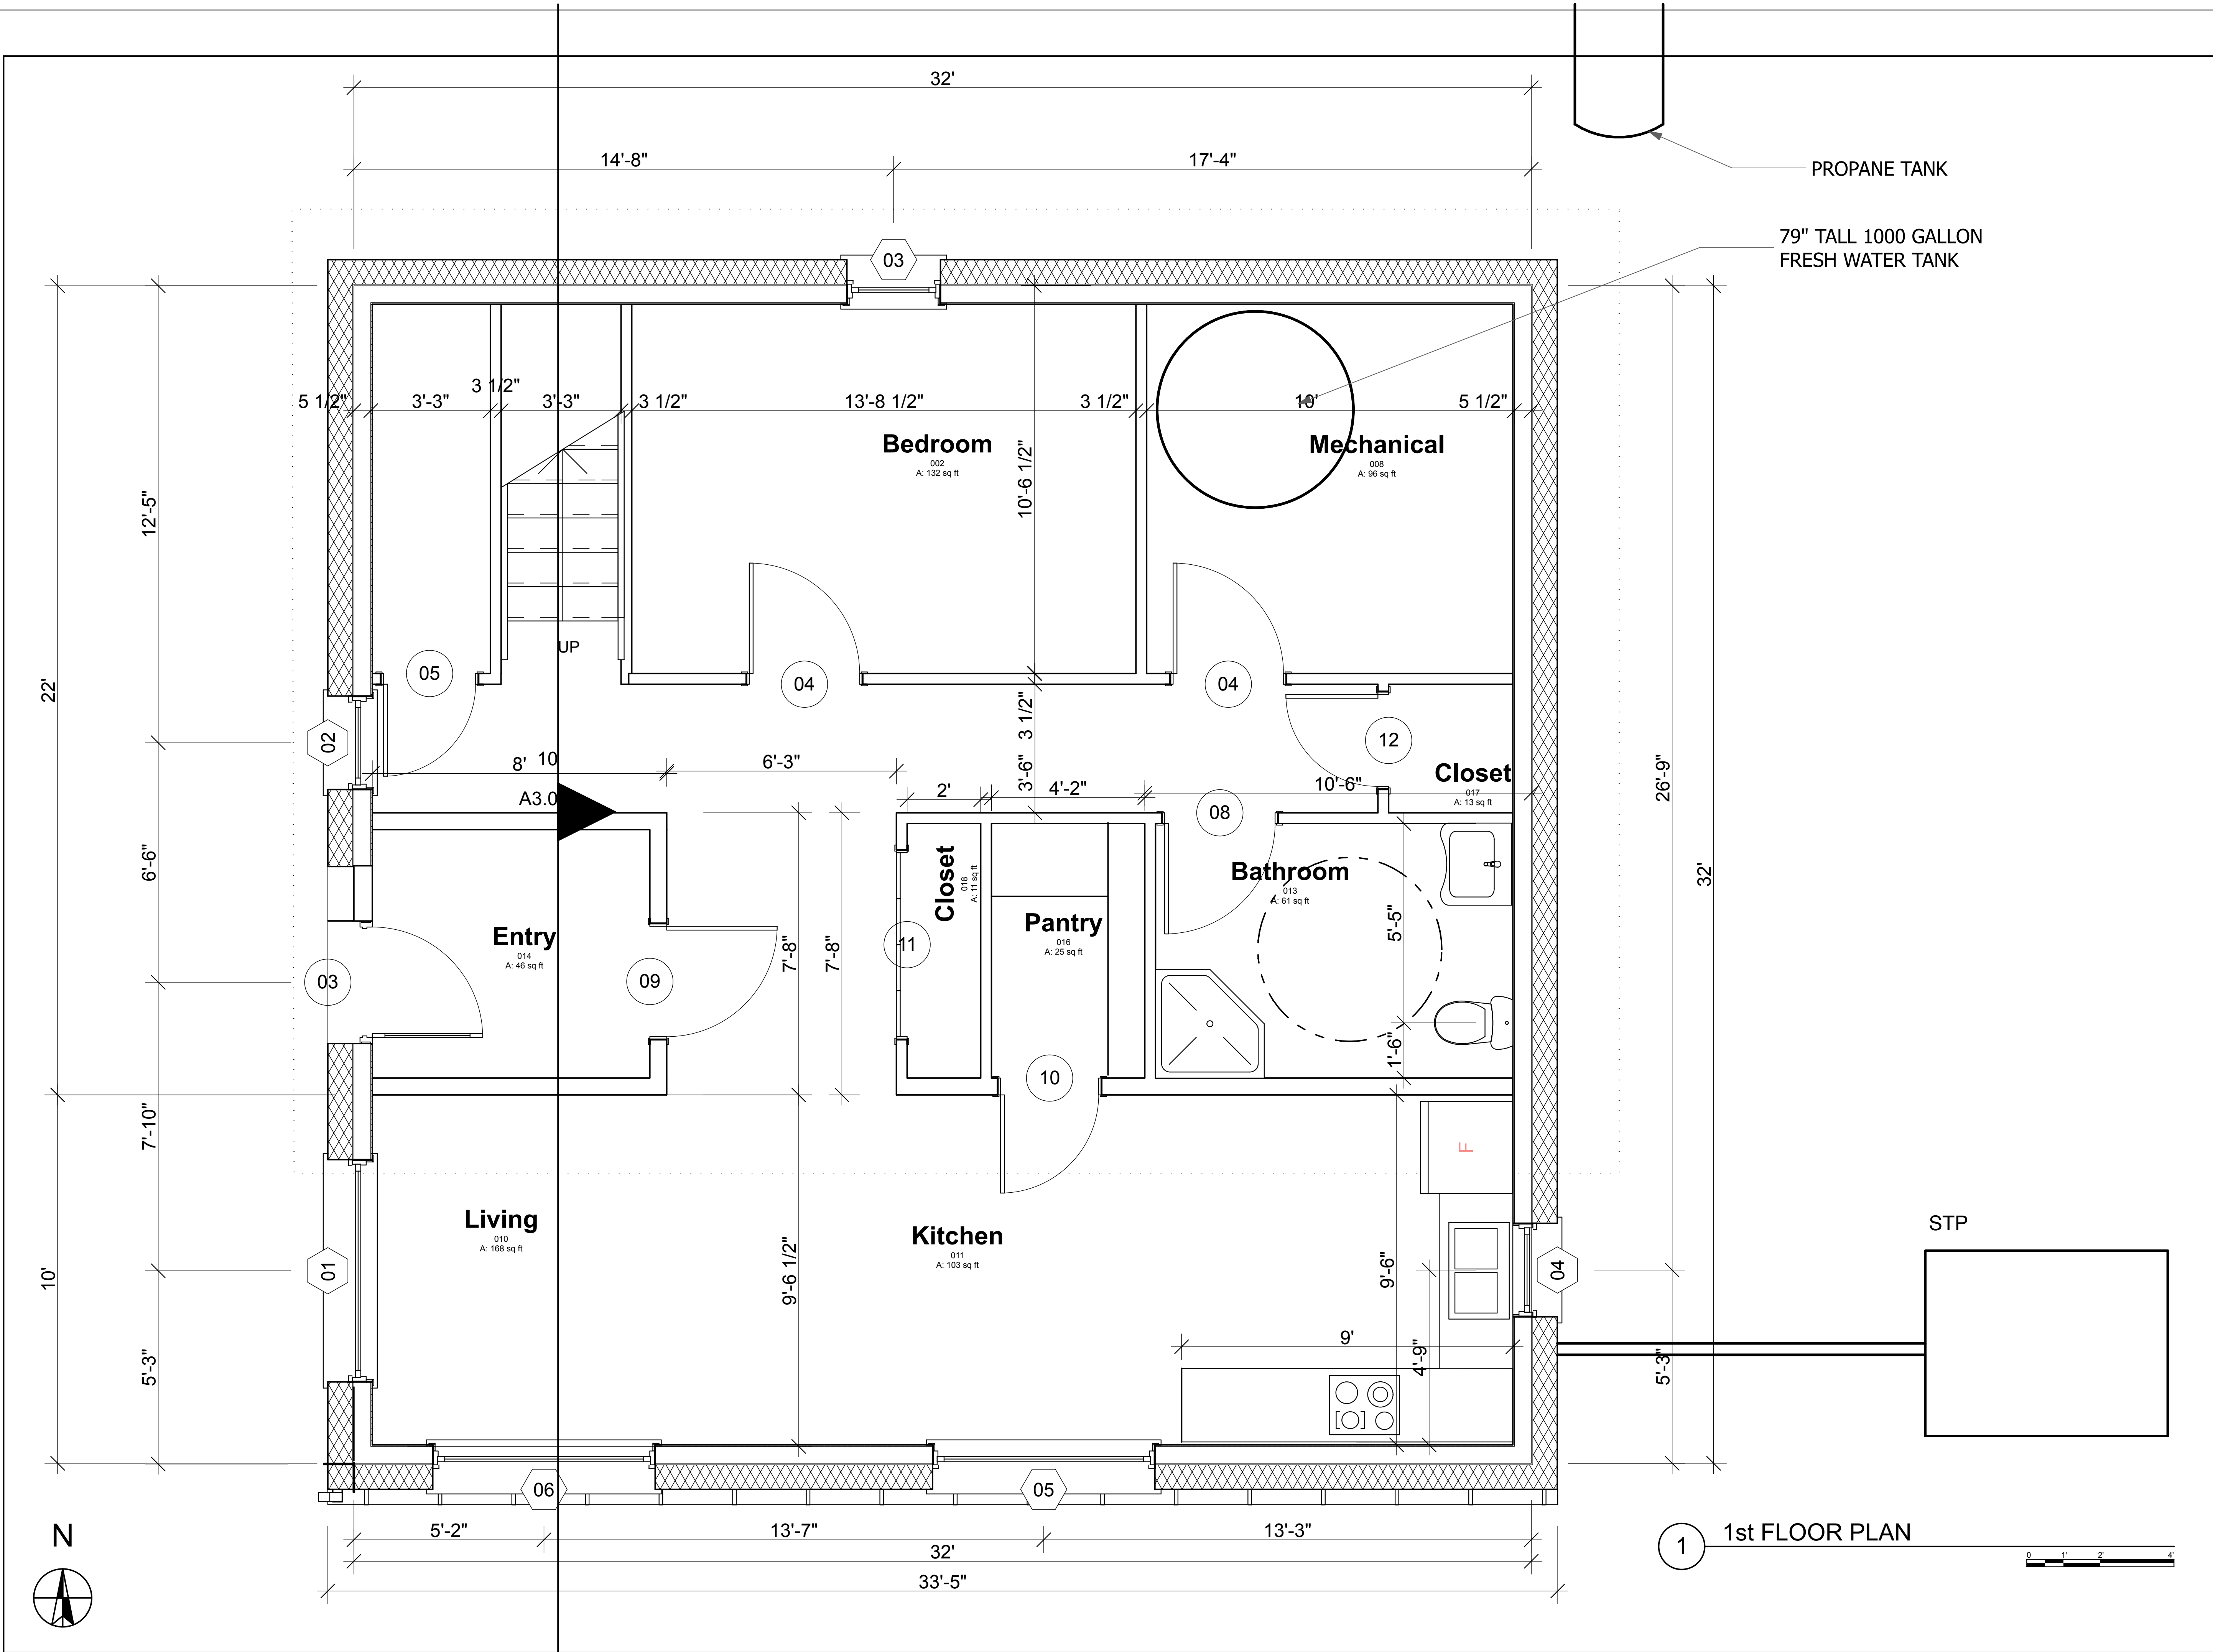 32'
14'-8"
17'-4"
PROPANE TANK
79" TALL 1000 GALLON
FRESH WATER TANK
03
5 1/2"
3'-3"
3 1/2"
3'-3"
3 1/2"
13'-8 1/2"
3 1/2"
10'
5 1/2"
Bedroom
002
A: 132 sq ft
Mechanical
008
A: 96 sq ft
10'-6 1/2"
12'-5"
22'
UP
05
04
04
02
3 1/2"
12
8'
10
6'-3"
3'-6"
2'
4'-2"
10'-6"
Closet
017
A: 13 sq ft
26'-9"
32'
A3.0
08
6'-6"
Closet
018
A: 11 sq ft
Bathroom
013
A: 61 sq ft
Pantry
016
A: 25 sq ft
Entry
014
A: 46 sq ft
11
5'-5"
7'-8"
7'-8"
03
09
1'-6"
10
7'-10"
F
Living
010
A: 168 sq ft
Kitchen
011
A: 103 sq ft
STP
10'
01
9'-6 1/2"
9'-6"
04
9'
4'-9"
5'-3"
5'-3"
06
05
5'-2"
13'-7"
13'-3"
32'
33'-5"
N
1
1st FLOOR PLAN
0 1' 2' 4'